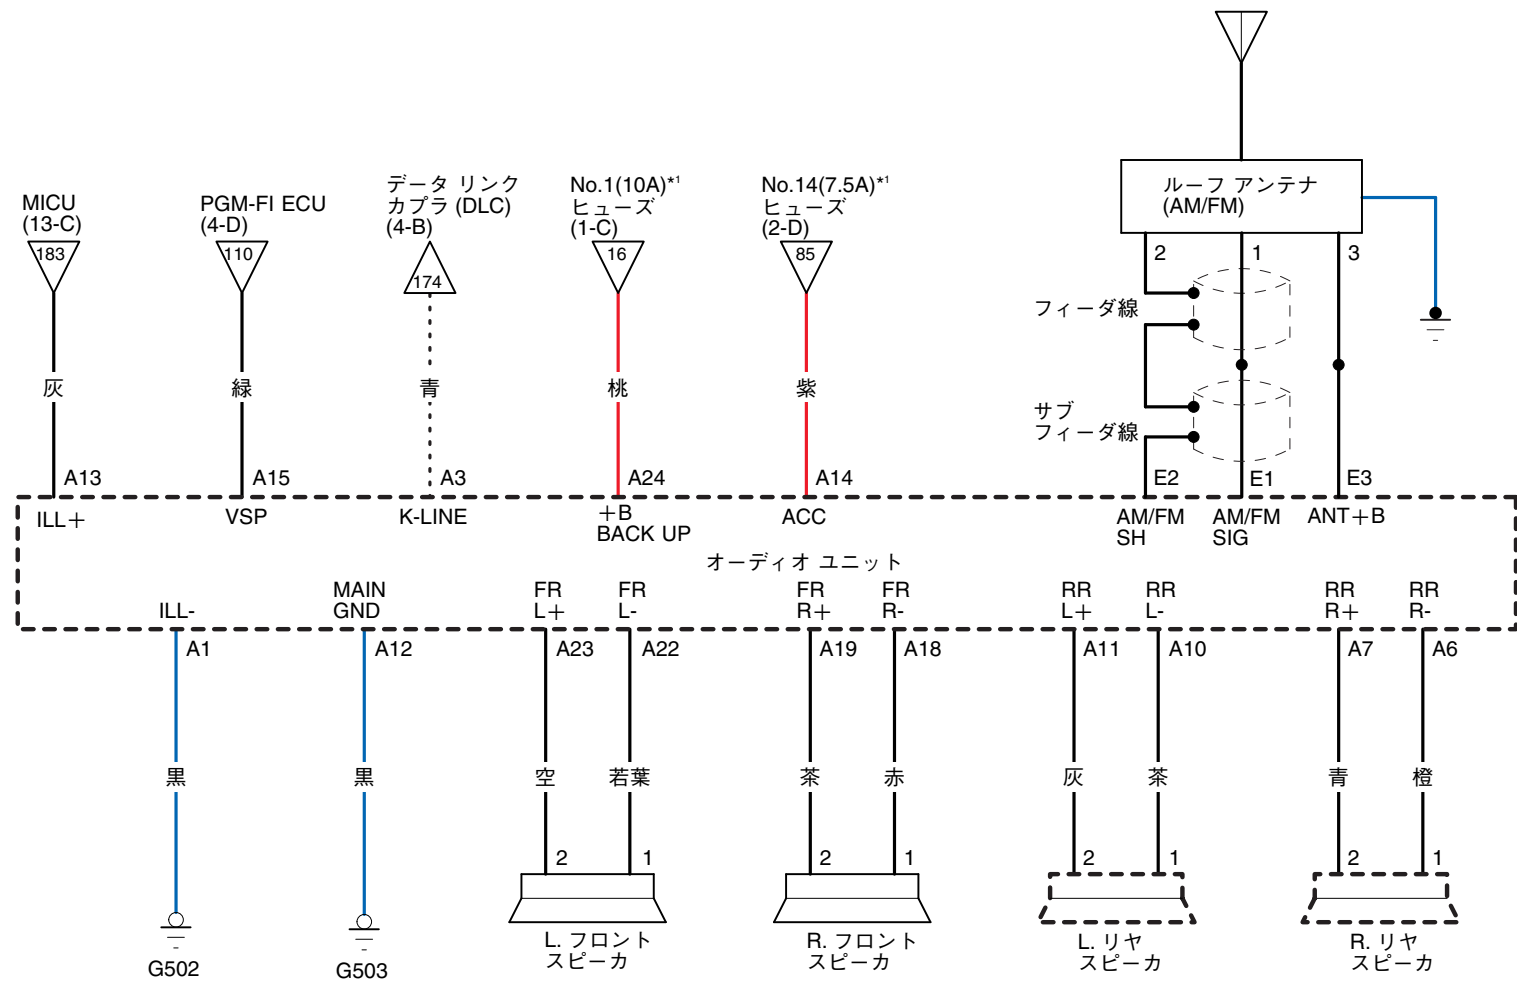 MICU
(13-C)
183
PGM-FI ECU
(4-D)
110
データ リンク
カプラ (DLC)
(4-B)
174
No.1(10A)*1
ヒューズ
(1-C)
16
No.14(7.5A)*1
ヒューズ
(2-D)
85
ルーフ アンテナ
(AM/FM)
2
1
3
フィーダ線
サブ
フィーダ線
灰
緑
青
桃
紫
A13
A15
A3
A24
A14
E2
E1
E3
ILL+
VSP
K-LINE
+B
BACK UP
ACC
AM/FM
SH
AM/FM
SIG
ANT+B
オーディオ ユニット
ILL-
MAIN
GND
FR
L+
FR
L-
FR
R+
FR
R-
RR
L+
RR
L-
RR
R+
RR
R-
A1
A12
A23
A22
A19
A18
A11
A10
A7
A6
黒
黒
空
若葉
茶
赤
灰
茶
青
橙
2
1
2
1
2
1
2
1
G502
G503
L. フロント
スピーカ
R. フロント
スピーカ
L. リヤ
スピーカ
R. リヤ
スピーカ